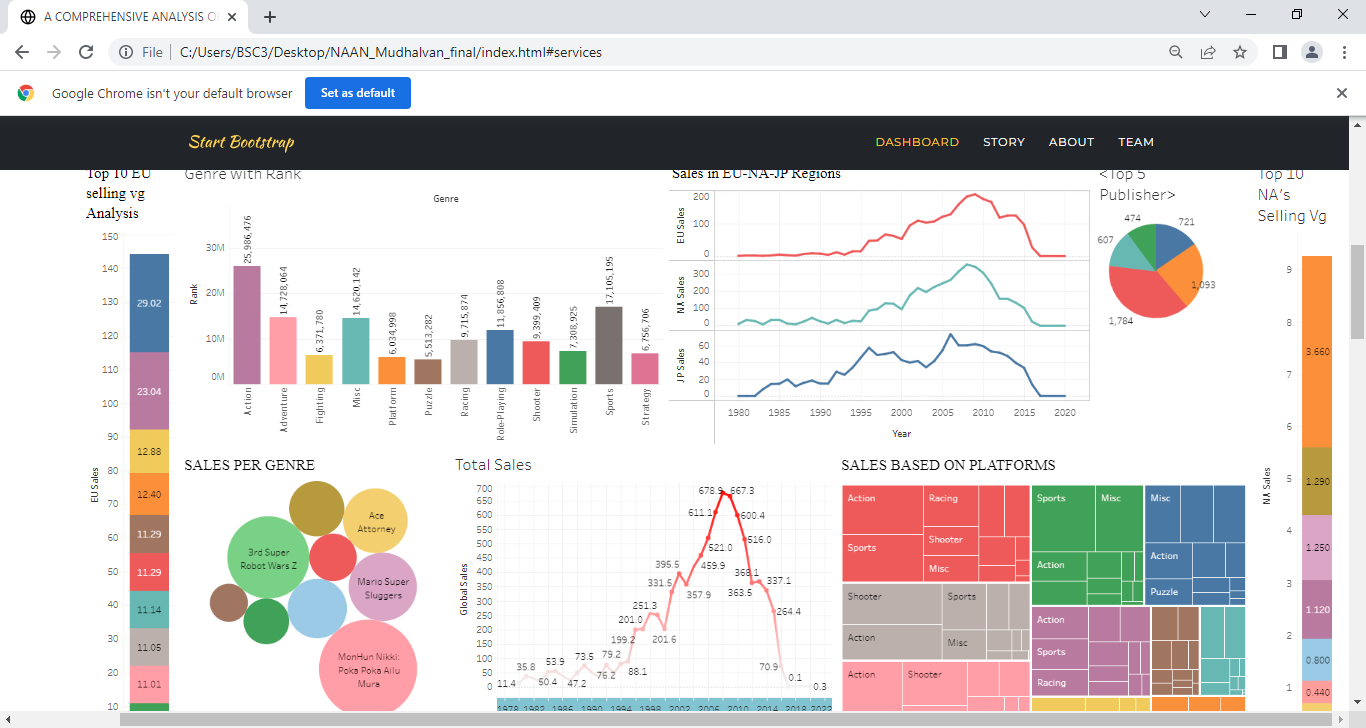 A COMPREHENSIVE ANALYSIS O
File
C:/Users/BSC3/Desktop/NAAN_Mudhalvan_final/index.html#services
Google Chrome isn't your default browser
Set as default
Start Bootstrap
DASHBOARD
STORY
ABOUT
TEAM
Top 10 EU
selling vg
Analysis
EU Sales
150
140
130
120
110
100
90
80
70
60
50
40
30
20
10
29.02
23.04
12.88
12.40
11.29
11.29
11.14
11.05
11.01
Genre with Rank
Genre
Rank
30M
20M
10M
0M
25,986,476
14,728,064
6,371,780
14,620,142
6,034,998
5,513,282
9,715,874
11,856,808
9,399,409
7,308,925
17,105,195
6,756,706
Action
Adventure
Fighting
Misc
Platform
Puzzle
Racing
Role-Playing
Shooter
Simulation
Sports
Strategy
Sales in EU-NA-JP Regions
EU Sales
200
100
0
NA Sales
300
200
100
0
JP Sales
60
40
20
0
1980
1985
1990
1995
2000
2005
2010
2015
2020
Year
<Top 5
Publisher>
474
721
607
1,093
1,784
Top 10
NA's
Selling Vg
NA Sales
9
8
7
6
5
4
3
2
1
3.660
1.290
1.250
1.120
0.800
0.440
SALES PER GENRE
Ace
Attorney
3rd Super
Robot Wars Z
Mario Super
Sluggers
MonHun Nikki:
Poka Poka Ailu
Mura
Total Sales
Global Sales
700
650
600
550
500
450
400
350
300
250
200
150
100
50
0
11.4
35.8
50.4
53.9
47.2
73.5
76.2
79.2
88.1
199.2
201.0
251.3
201.6
331.5
395.5
357.9
459.9
521.0
611.1
678.9
667.3
600.4
516.0
363.5
368.1
337.1
264.4
70.9
0.1
0.3
1978 1982 1986 1990 1994 1998 2002 2006 2010 2014 2018 2022
SALES BASED ON PLATFORMS
Action
Racing
Sports
Shooter
Misc
Sports
Misc
Action
Misc
Action
Puzzle
Shooter
Sports
Action
Misc
Action
Sports
Racing
Action
Shooter